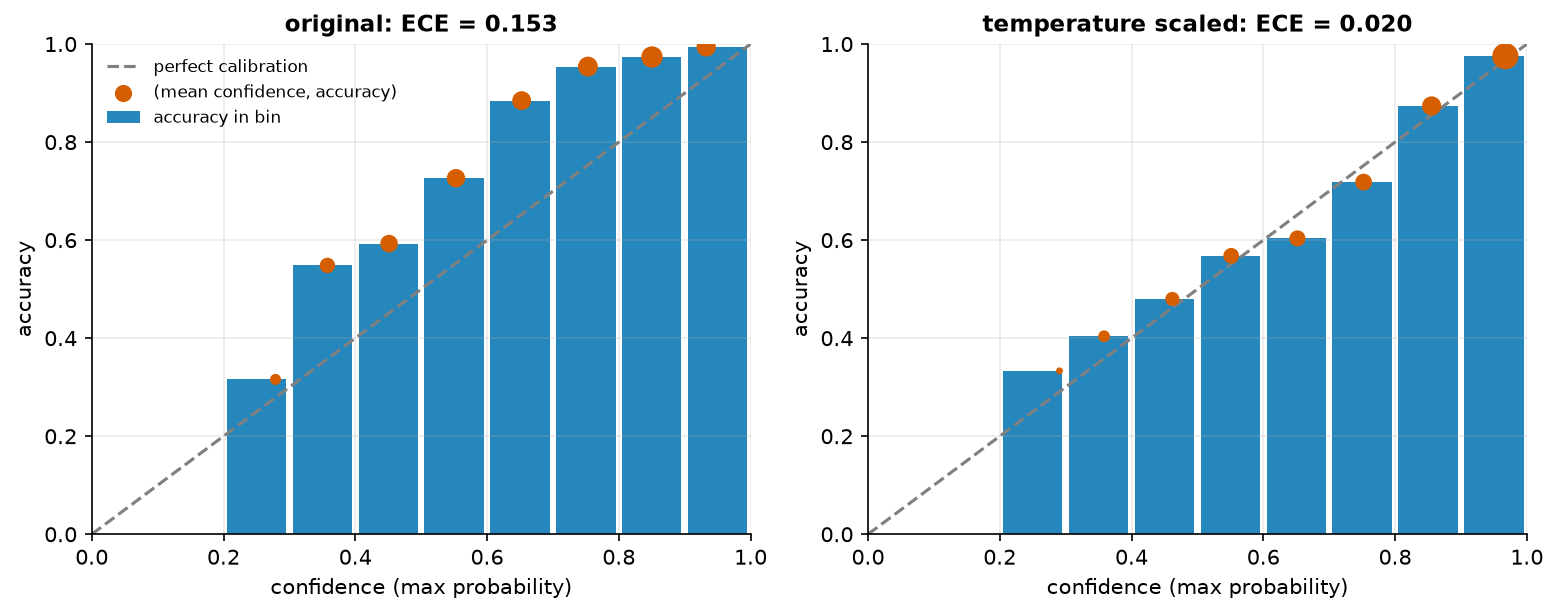 original: ECE = 0.153
1.0
0.8
0.6
0.4
0.2
0.0
accuracy
perfect calibration
(mean confidence, accuracy)
accuracy in bin
0.0 0.2 0.4 0.6 0.8 1.0
confidence (max probability)
temperature scaled: ECE = 0.020
1.0
0.8
0.6
0.4
0.2
0.0
accuracy
0.0 0.2 0.4 0.6 0.8 1.0
confidence (max probability)